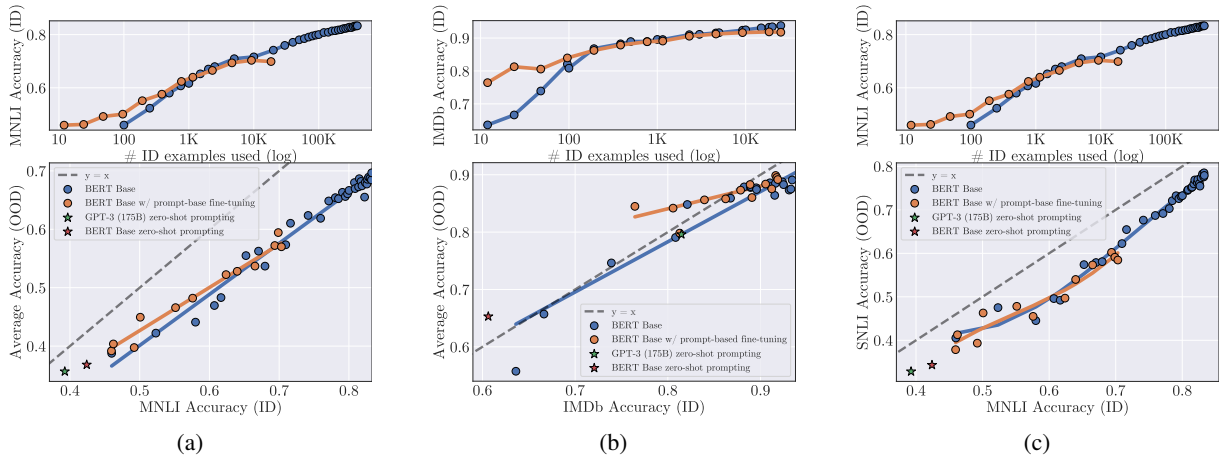 MNLI Accuracy (ID)
0.8
0.6
10 100 1K 10K 100K
# ID examples used (log)
Average Accuracy (OOD)
0.7
0.6
0.5
0.4
y = x
BERT Base
BERT Base w/ prompt-base fine-tuning
GPT-3 (175B) zero-shot prompting
BERT Base zero-shot prompting
0.4 0.5 0.6 0.7 0.8
MNLI Accuracy (ID)
(a)
IMDb Accuracy (ID)
0.9
0.8
0.7
10 100 1K 10K
# ID examples used (log)
Average Accuracy (OOD)
0.9
0.8
0.7
0.6
y = x
BERT Base
BERT Base w/ prompt-based fine-tuning
GPT-3 (175B) zero-shot prompting
BERT Base zero-shot prompting
0.6 0.7 0.8 0.9
IMDb Accuracy (ID)
(b)
MNLI Accuracy (ID)
0.8
0.6
10 100 1K 10K 100K
# ID examples used (log)
SNLI Accuracy (OOD)
0.8
0.7
0.6
0.5
0.4
y = x
BERT Base
BERT Base w/ prompt-base fine-tuning
GPT-3 (175B) zero-shot prompting
BERT Base zero-shot prompting
0.4 0.5 0.6 0.7 0.8
MNLI Accuracy (ID)
(c)